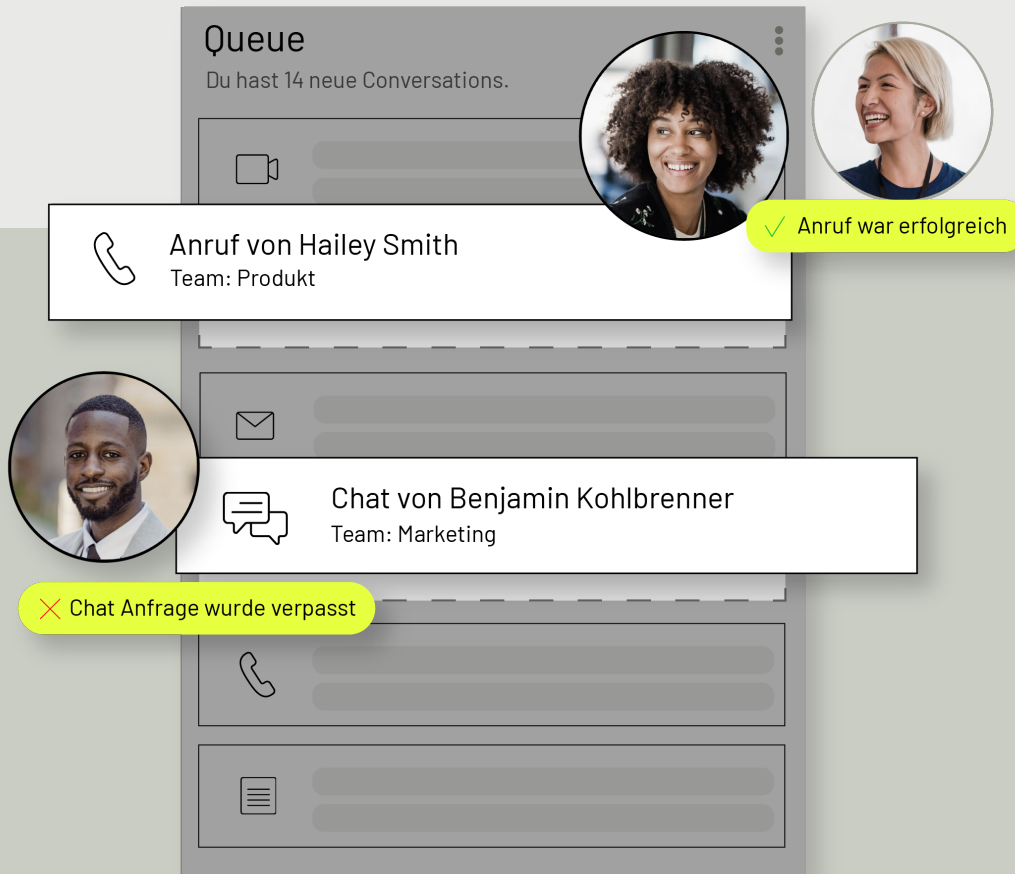 Queue
Du hast 14 neue Conversations.
Anruf war erfolgreich
Anruf von Hailey Smith
Team: Produkt
Chat von Benjamin Kohlbrenner
Team: Marketing
Chat Anfrage wurde verpasst